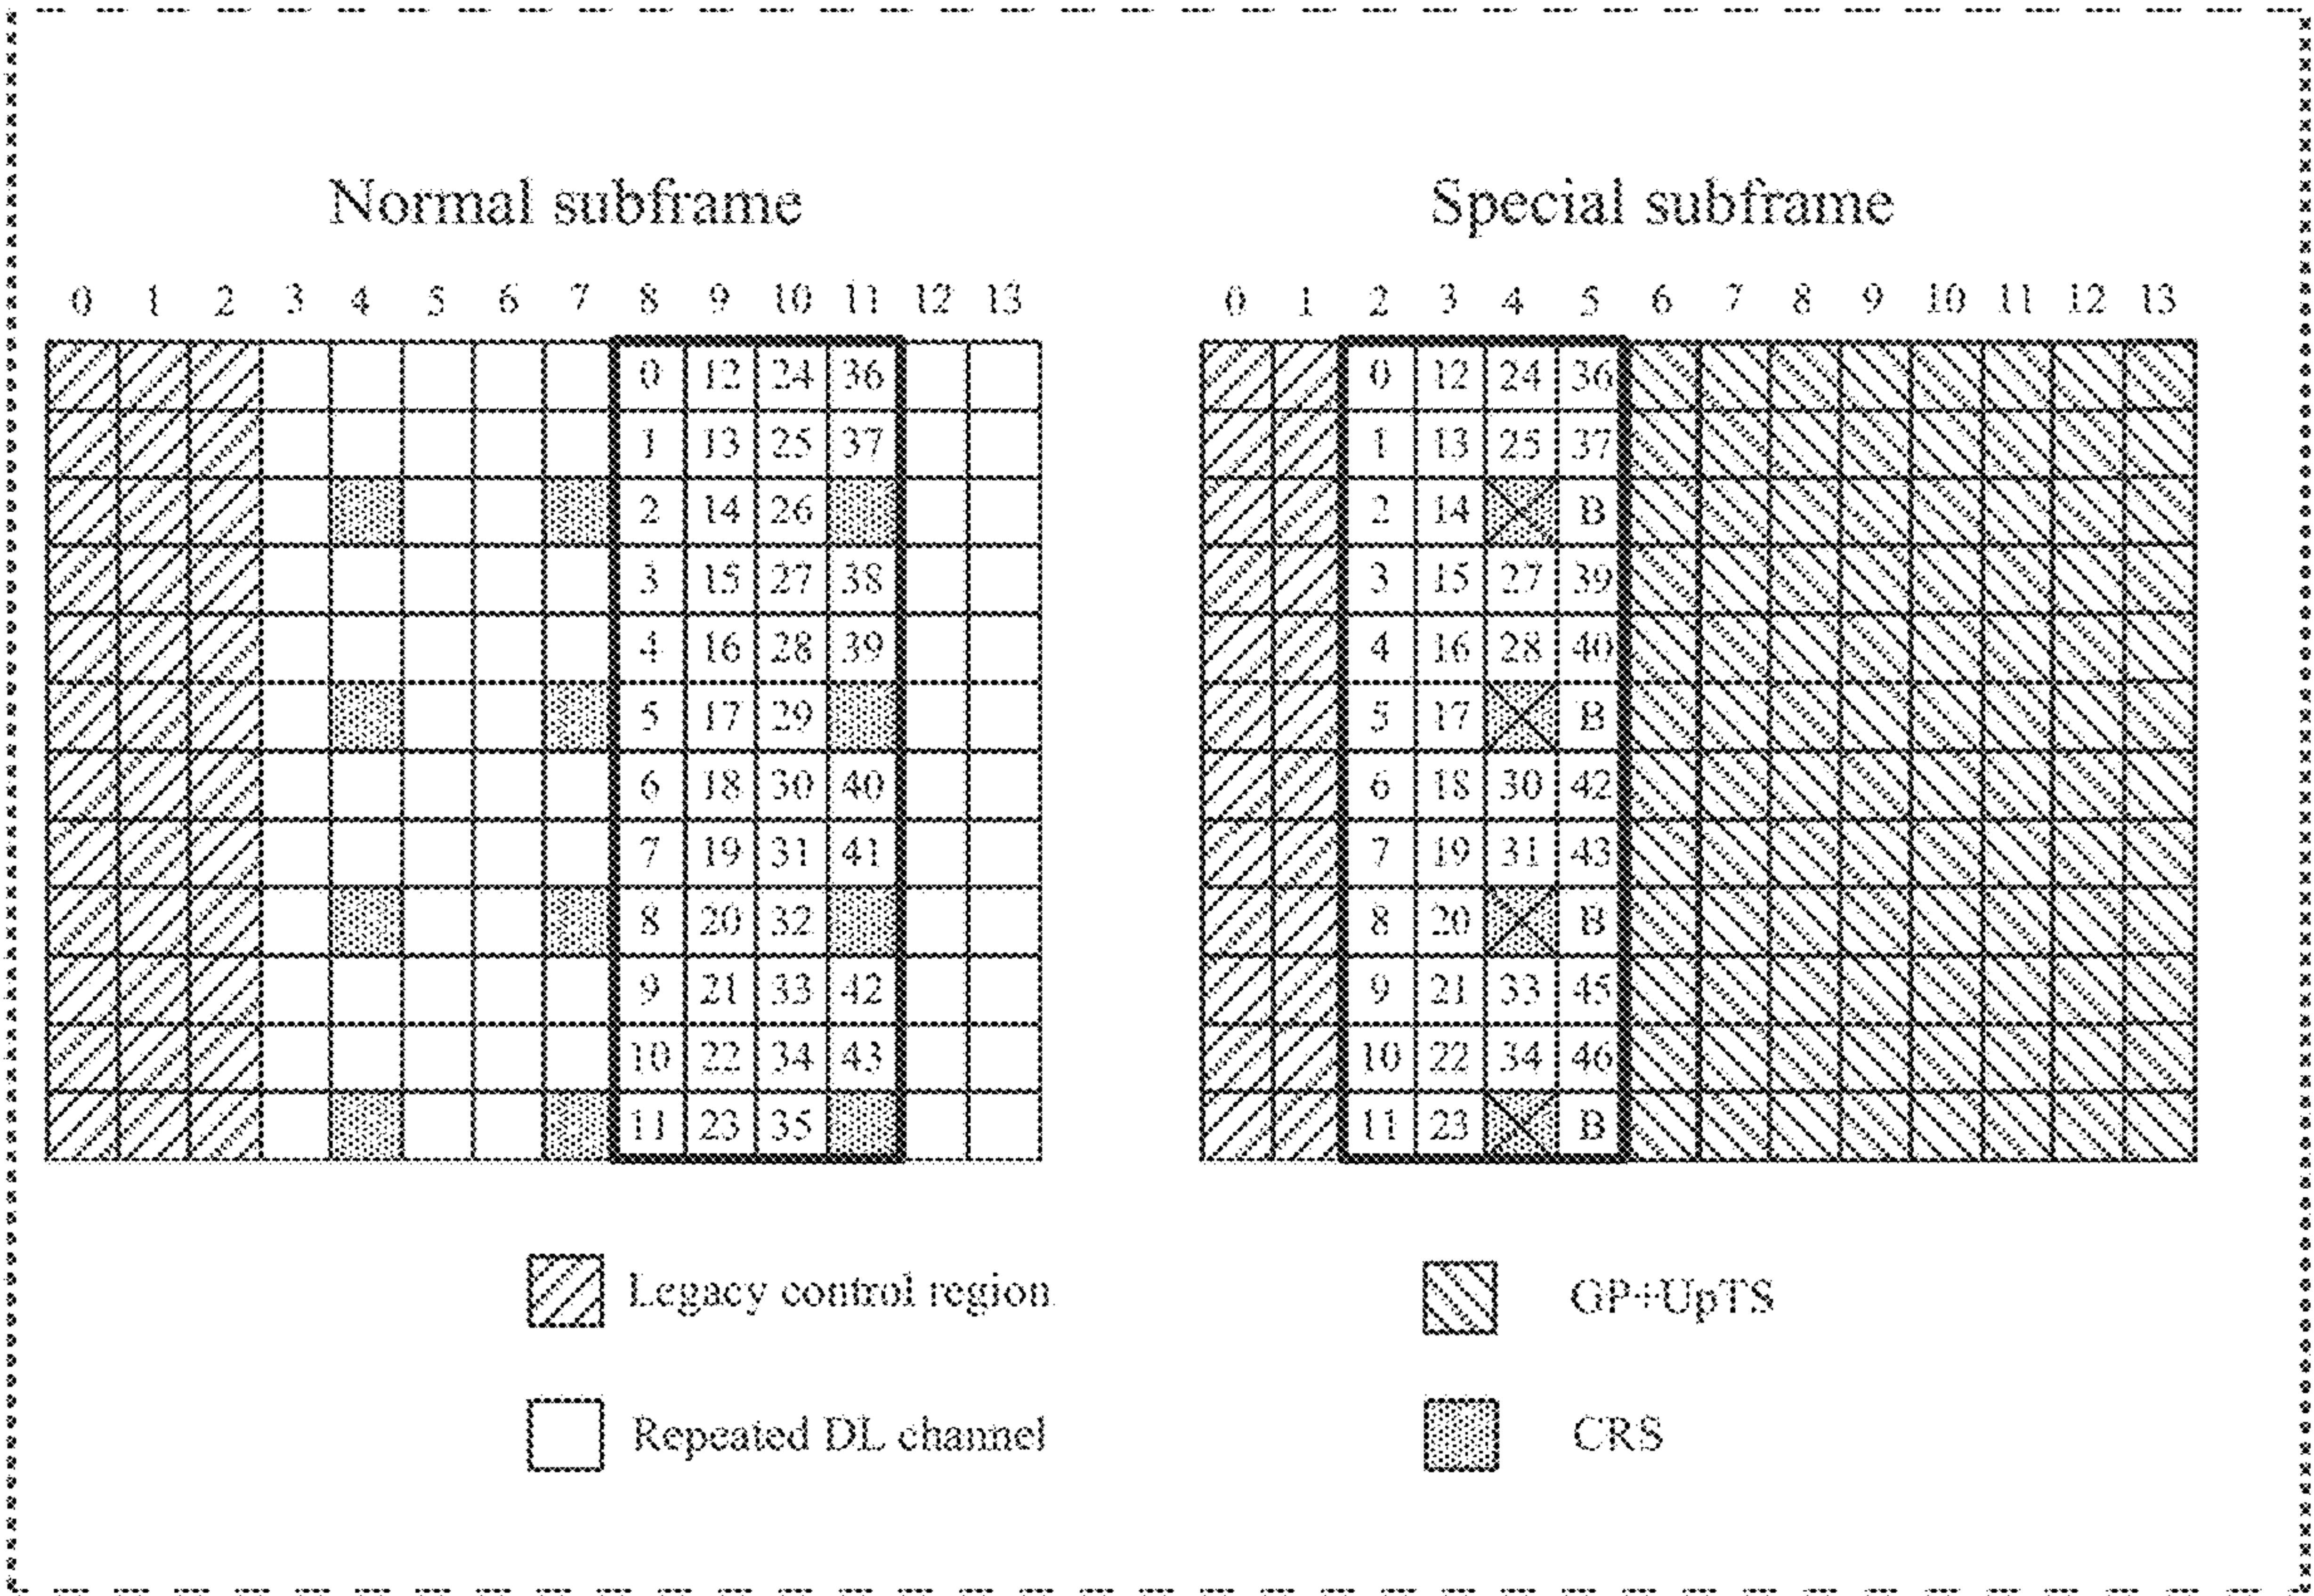 Normal subframe
Special subframe
0 1 2 3 4 5 6 7 8 9 10 11 12 13
0 1 2 3 4 5 6 7 8 9 10 11 12 13
0 12 24 36
1 13 25 37
2 14 26
3 15 27 38
4 16 28 39
5 17 29
6 18 30 40
7 19 31 41
8 20 32
9 21 33 42
10 22 34 43
11 23 35
0 12 24 36
1 13 25 37
2 14 B
3 15 27 39
4 16 28 40
5 17 B
6 18 30 42
7 19 31 43
8 20 B
9 21 33 45
10 22 34 46
11 23 B
Legacy control region
GP+UpTS
Repeated DL channel
CRS